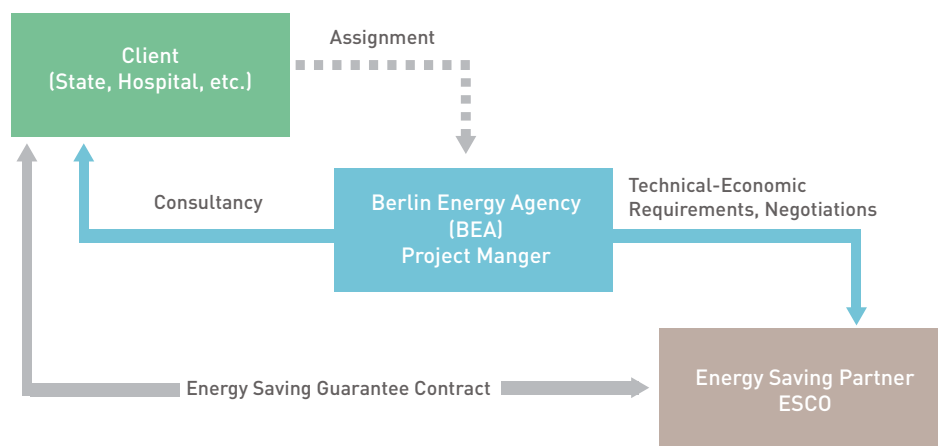 Assignment
Client
(State, Hospital, etc.)
Consultancy
Berlin Energy Agency
(BEA)
Project Manger
Technical-Economic
Requirements, Negotiations
Energy Saving Guarantee Contract
Energy Saving Partner
ESCO